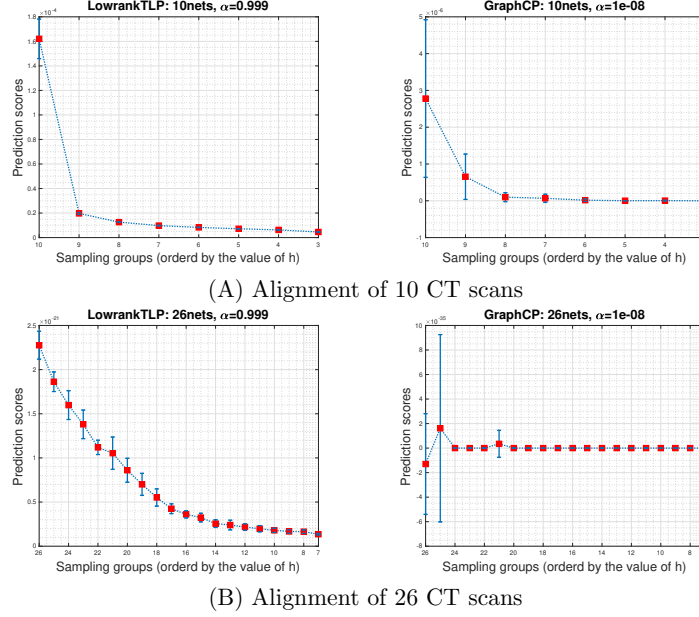 LowrankTLP: 10nets, α=0.999
×10⁻⁴
1.8
1.6
1.4
1.2
1
0.8
0.6
0.4
0.2
0
Prediction scores
10 9 8 7 6 5 4 3
Sampling groups (orderd by the value of h)
GraphCP: 10nets, α=1e-08
×10⁻⁶
5
4
3
2
1
0
-1
Prediction scores
10 9 8 7 6 5 4
Sampling groups (orderd by the value of h)
(A) Alignment of 10 CT scans
LowrankTLP: 26nets, α=0.999
×10⁻²¹
2.5
2
1.5
1
0.5
0
Prediction scores
26 24 22 20 18 16 14 12 10 9 8 7
Sampling groups (orderd by the value of h)
GraphCP: 26nets, α=1e-08
×10⁻³⁵
10
8
6
4
2
0
-2
-4
-6
-8
Prediction scores
26 24 22 20 18 16 14 12 10 8
Sampling groups (orderd by the value of h)
(B) Alignment of 26 CT scans